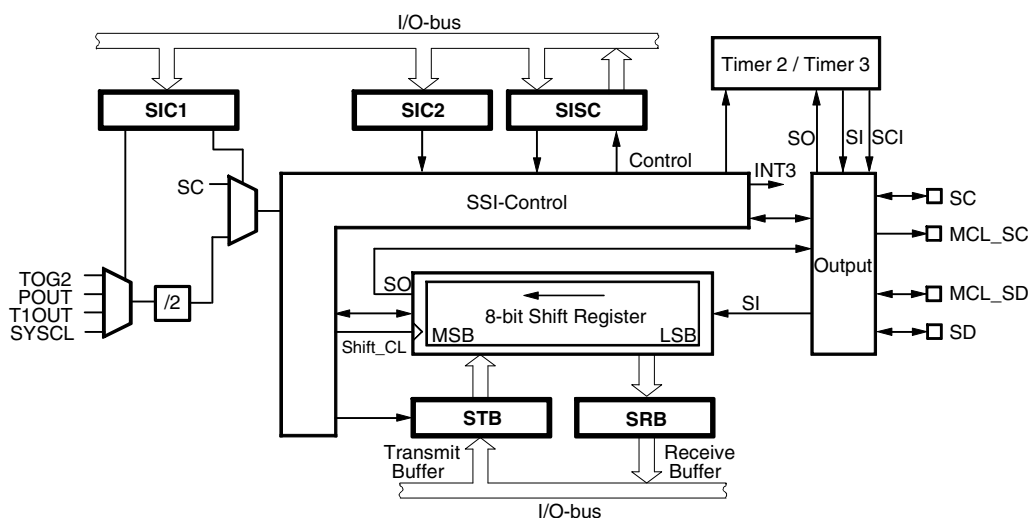 I/O-bus
Timer 2 / Timer 3
SIC1
SIC2
SISC
SO
SI
SCI
Control
INT3
SC
SSI-Control
SC
MCL_SC
Output
TOG2
POUT
T1OUT
SYSCL
/2
SO
SI
MCL_SD
SD
8-bit Shift Register
MSB
LSB
Shift_CL
STB
SRB
Transmit
Buffer
Receive
Buffer
I/O-bus